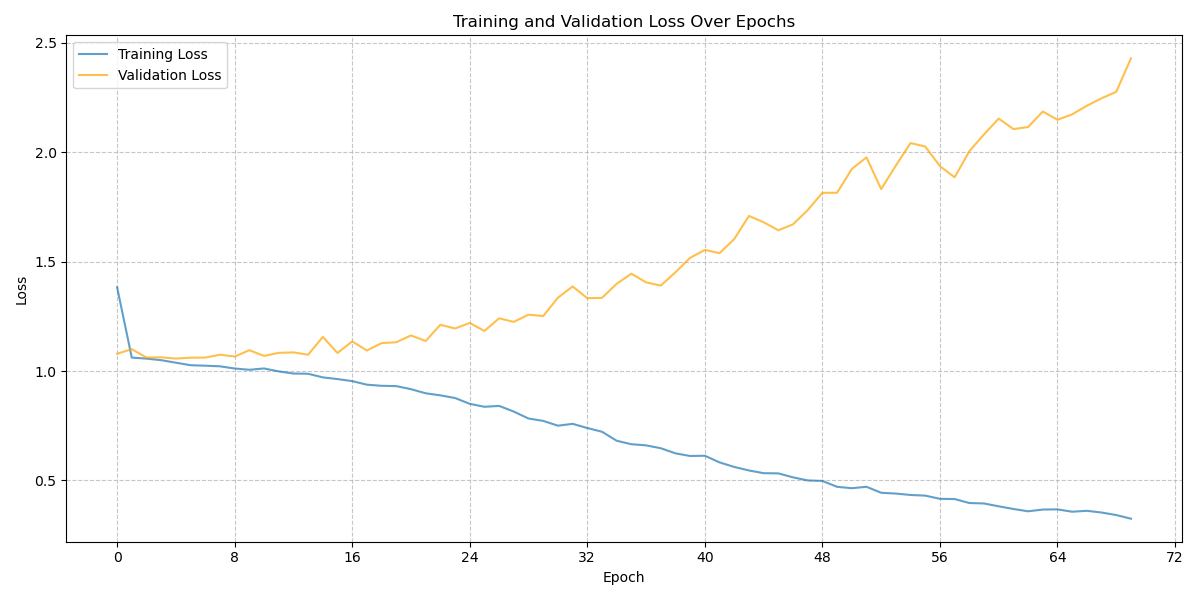 Training and Validation Loss Over Epochs
Training Loss
Validation Loss
2.5
2.0
1.5
1.0
0.5
Loss
0 8 16 24 32 40 48 56 64 72
Epoch